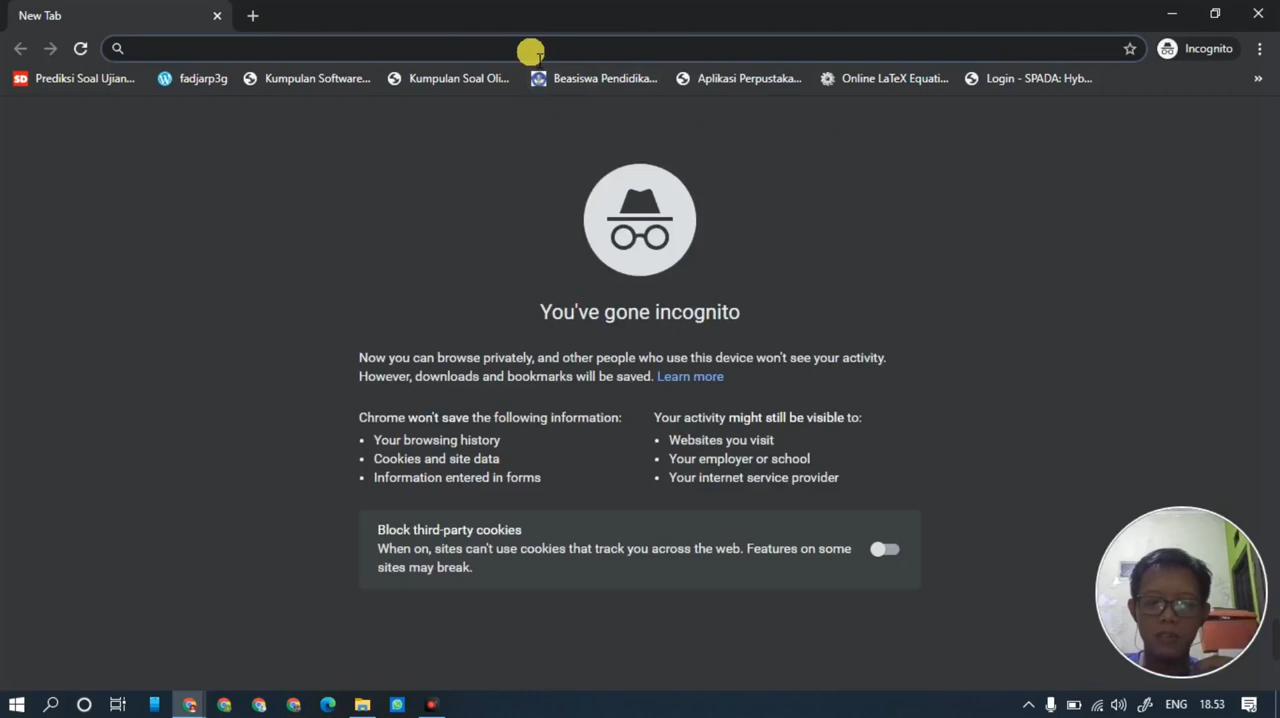 New Tab
Incognito
SD Prediksi Soal Ujian...
fadjarp3g
Kumpulan Software...
Kumpulan Soal Oli...
Beasiswa Pendidika...
Aplikasi Perpustaka...
Online LaTeX Equati...
Login - SPADA: Hyb...
You've gone incognito
Now you can browse privately, and other people who use this device won't see your activity.
However, downloads and bookmarks will be saved. Learn more
Chrome won't save the following information:
• Your browsing history
• Cookies and site data
• Information entered in forms
Your activity might still be visible to:
• Websites you visit
• Your employer or school
• Your internet service provider
Block third-party cookies
When on, sites can't use cookies that track you across the web. Features on some
sites may break.
ENG
18.53